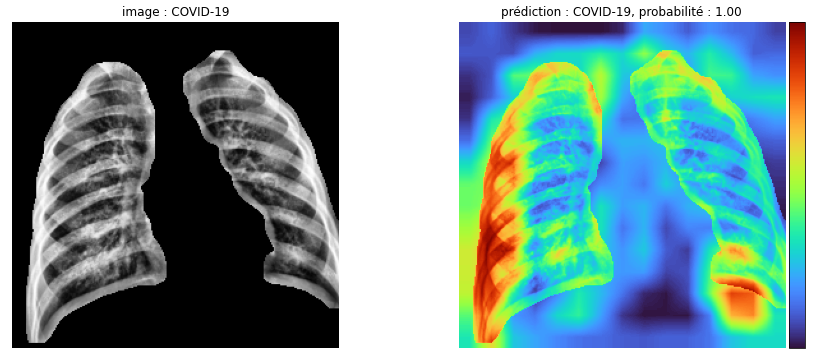 image : COVID-19
prédiction : COVID-19, probabilité : 1.00